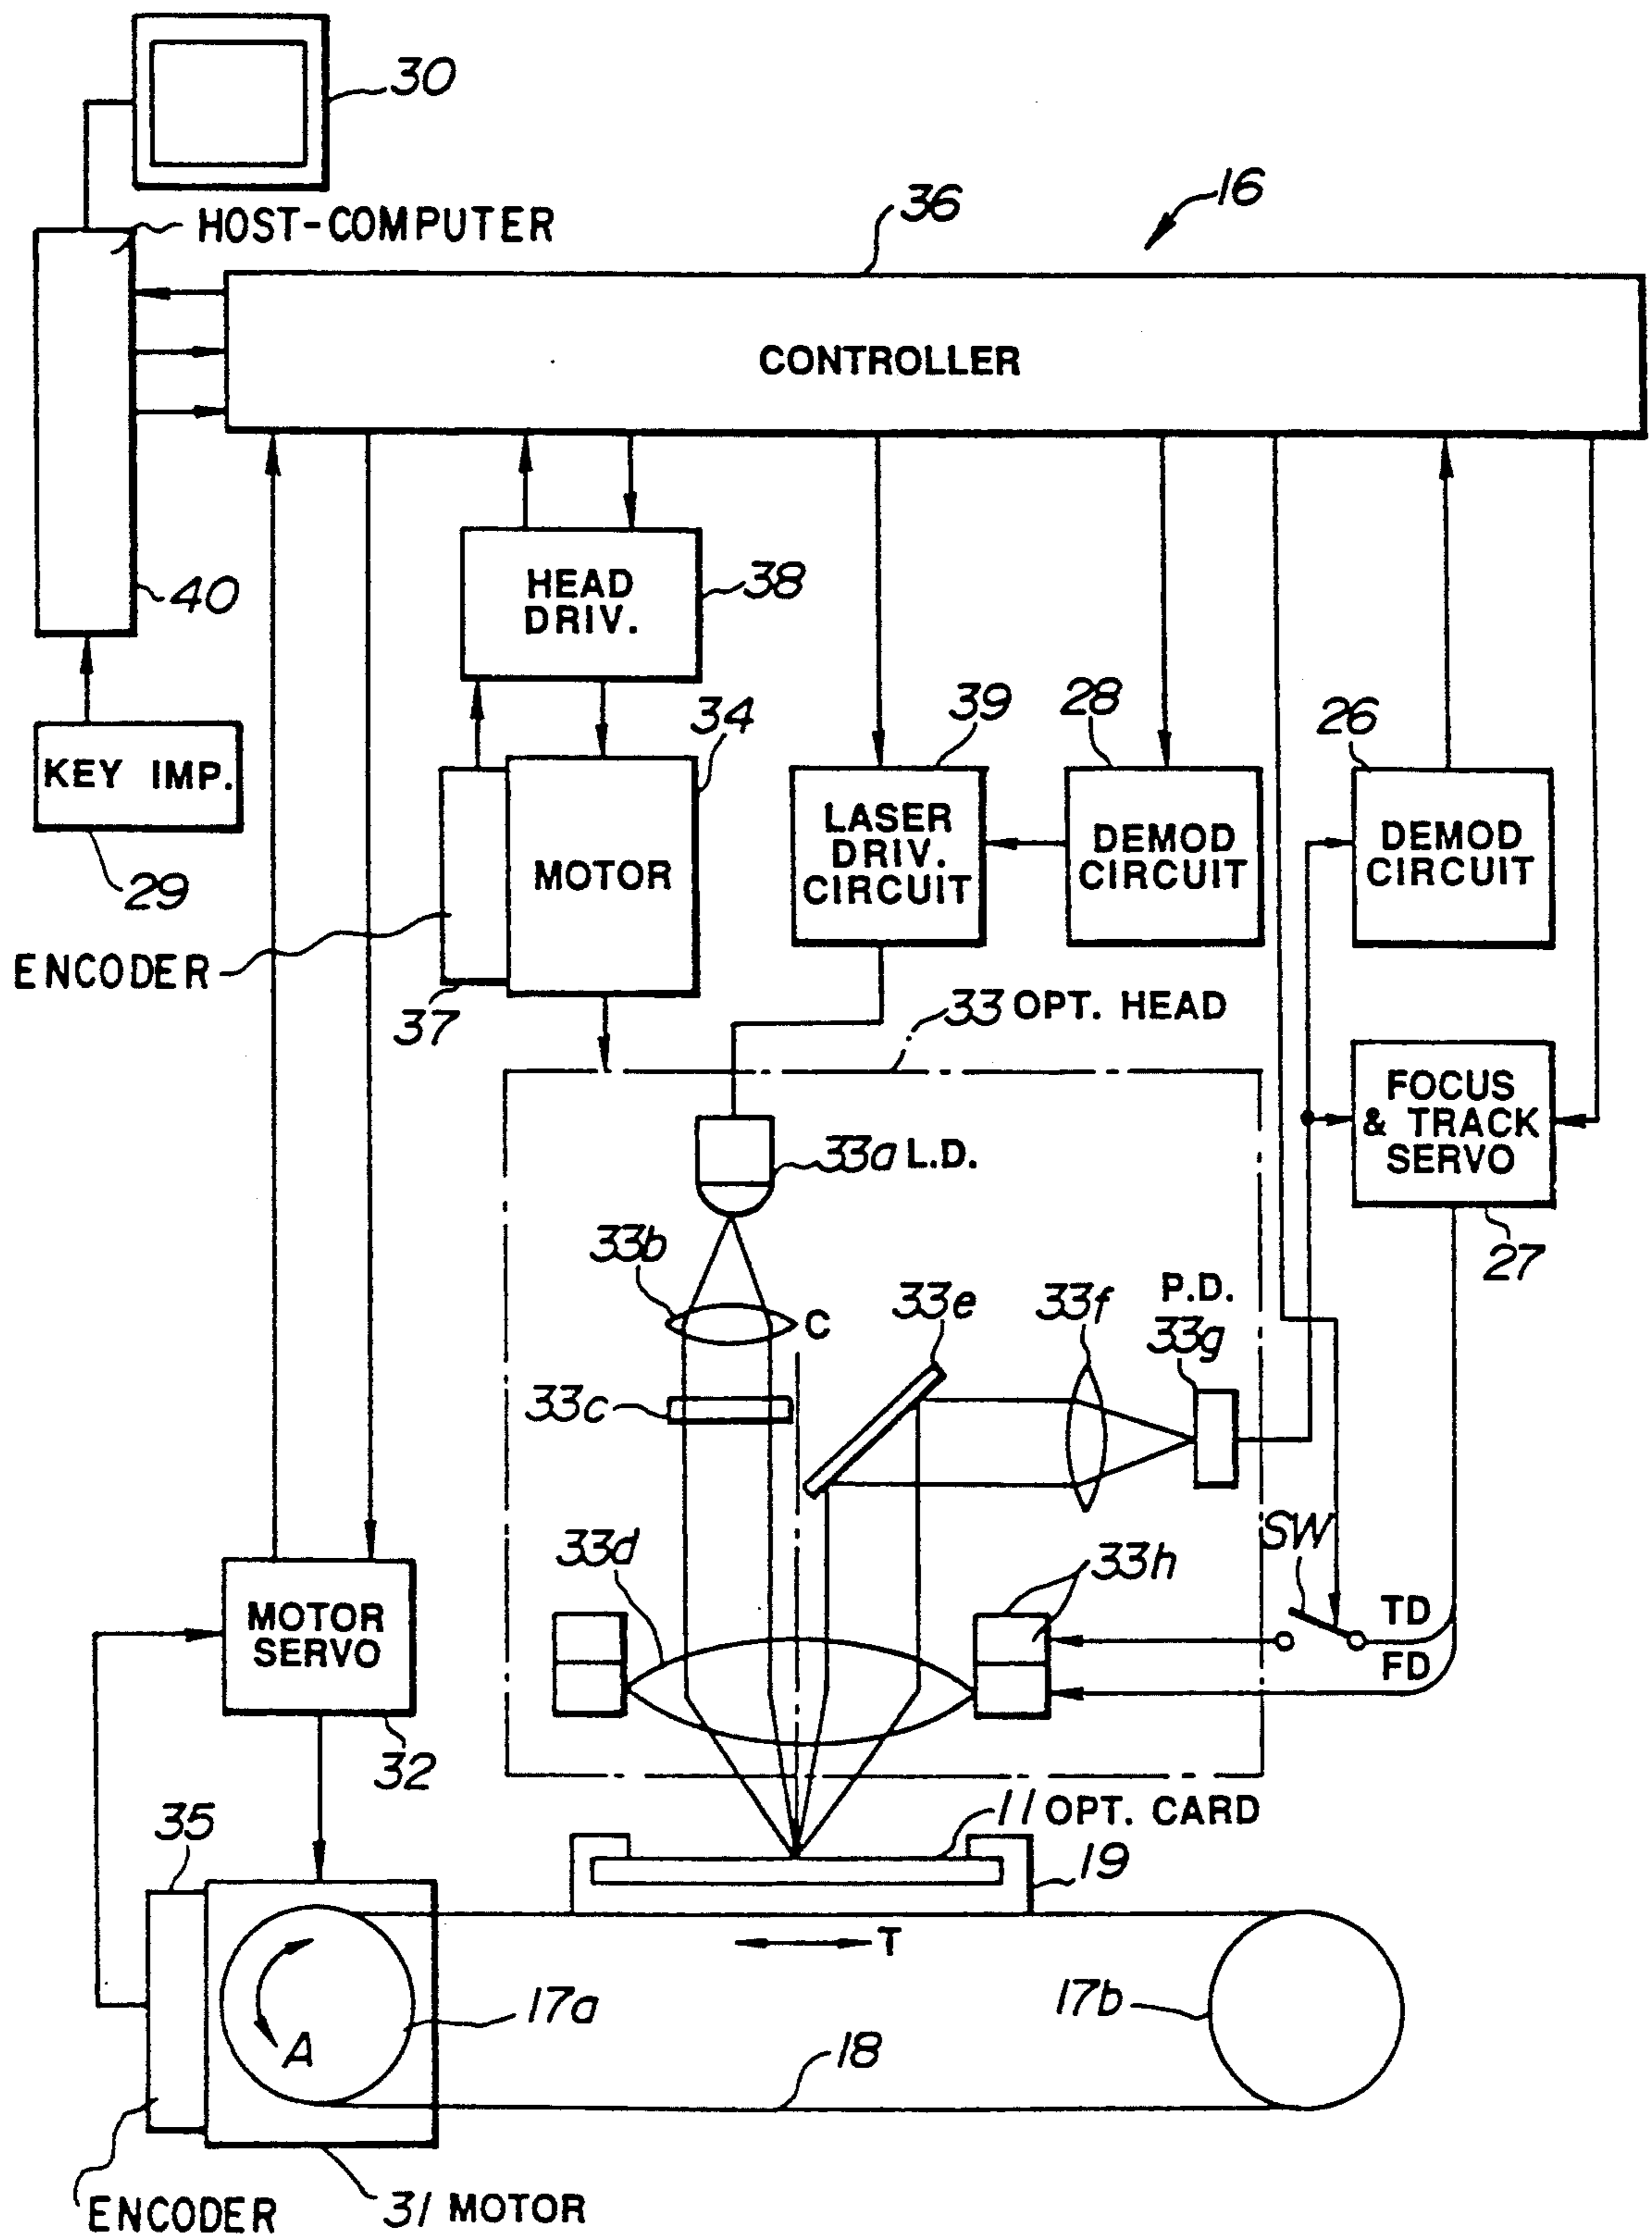 30
HOST-COMPUTER
36
16
CONTROLLER
40
HEAD
DRIV.
38
KEY IMP.
29
34
39
28
26
MOTOR
LASER
DRIV.
CIRCUIT
DEMOD
CIRCUIT
DEMOD
CIRCUIT
ENCODER
37
33 OPT. HEAD
FOCUS
& TRACK
SERVO
27
33a L.D.
33b
C
33c
33e
33f
P.D.
33g
33d
33h
SW
TD
FD
MOTOR
SERVO
32
11 OPT. CARD
19
35
T
17a
17b
A
18
ENCODER
31 MOTOR